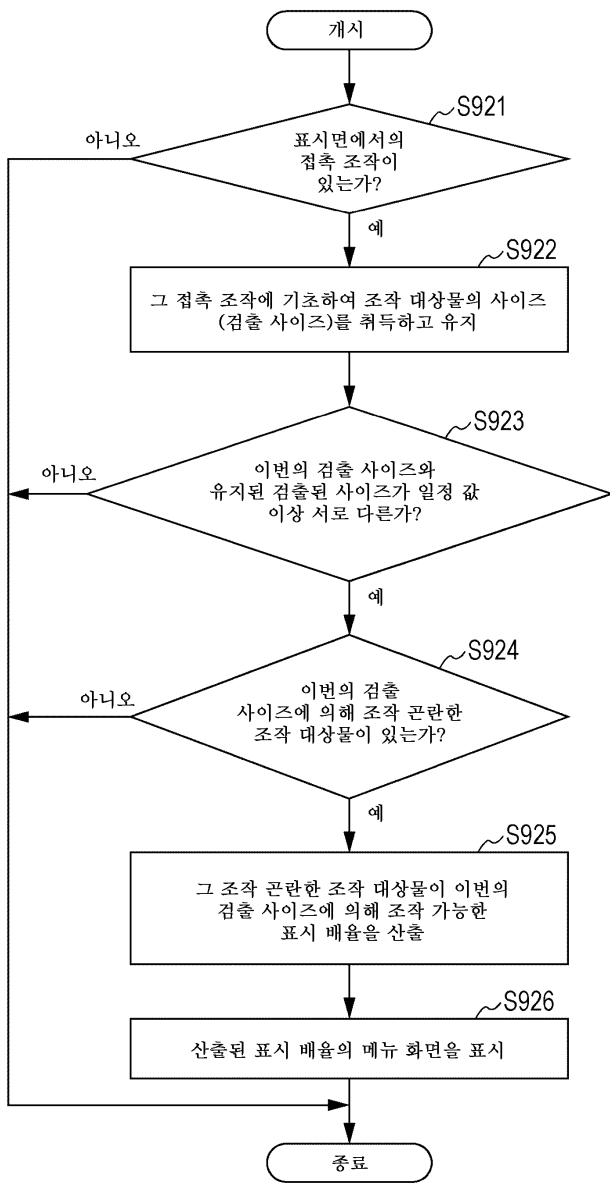 개시
S921
아니오
표시면에서의
접촉 조작이
있는가?
예
S922
그 접촉 조작에 기초하여 조작 대상물의 사이즈
(검출 사이즈)를 취득하고 유지
S923
아니오
이번의 검출 사이즈와
유지된 검출된 사이즈가 일정 값
이상 서로 다른가?
예
S924
아니오
이번의 검출
사이즈에 의해 조작 곤란한
조작 대상물이 있는가?
예
S925
그 조작 곤란한 조작 대상물이 이번의
검출 사이즈에 의해 조작 가능한
표시 배율을 산출
S926
산출된 표시 배율의 메뉴 화면을 표시
종료